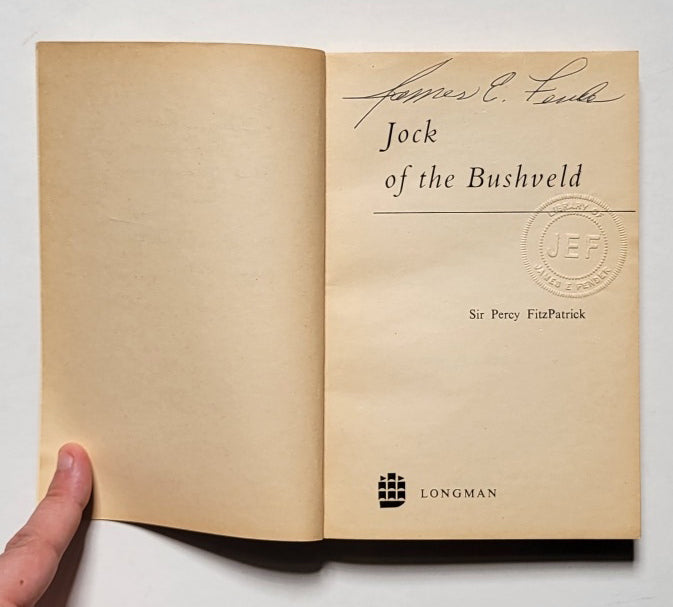 James E. Fender
Jock
of the Bushveld
LIBRARY OF
JEF
JAMES E FENDER
Sir Percy FitzPatrick
LONGMAN